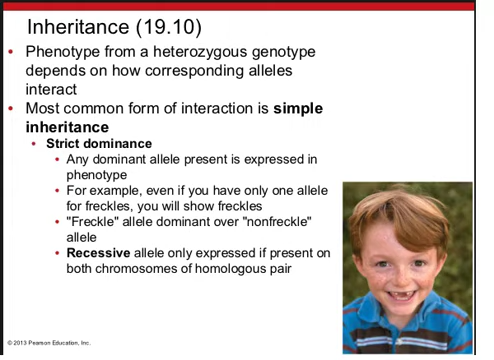 Inheritance (19.10)
• Phenotype from a heterozygous genotype
depends on how corresponding alleles
interact
• Most common form of interaction is simple
inheritance
• Strict dominance
• Any dominant allele present is expressed in
phenotype
• For example, even if you have only one allele
for freckles, you will show freckles
• "Freckle" allele dominant over "nonfreckle"
allele
• Recessive allele only expressed if present on
both chromosomes of homologous pair
© 2013 Pearson Education, Inc.